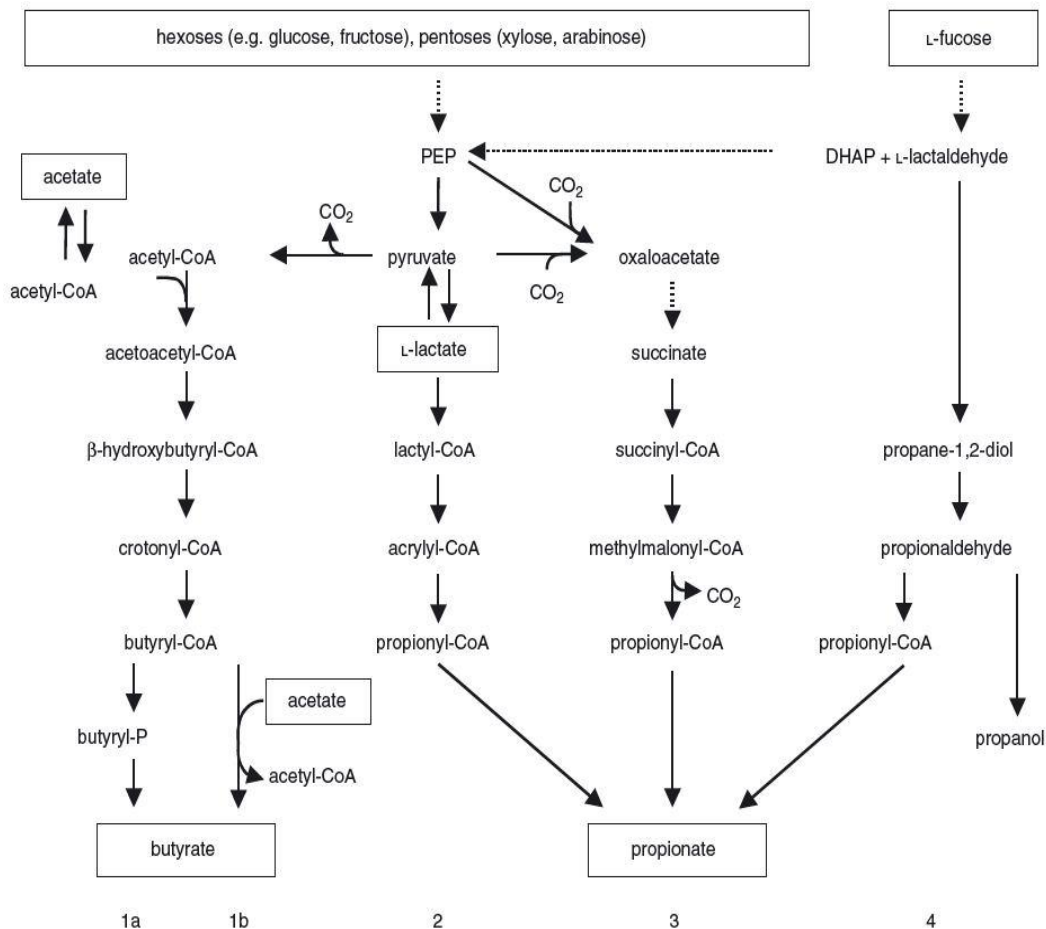 hexoses (e.g. glucose, fructose), pentoses (xylose, arabinose)
L-fucose
PEP
DHAP + L-lactaldehyde
acetate
CO2
CO2
acetyl-CoA
pyruvate
oxaloacetate
acetyl-CoA
CO2
acetoacetyl-CoA
L-lactate
succinate
β-hydroxybutyryl-CoA
lactyl-CoA
succinyl-CoA
propane-1,2-diol
crotonyl-CoA
acrylyl-CoA
methylmalonyl-CoA
propionaldehyde
CO2
butyryl-CoA
propionyl-CoA
propionyl-CoA
propionyl-CoA
acetate
butyryl-P
propanol
acetyl-CoA
butyrate
propionate
1a
1b
2
3
4